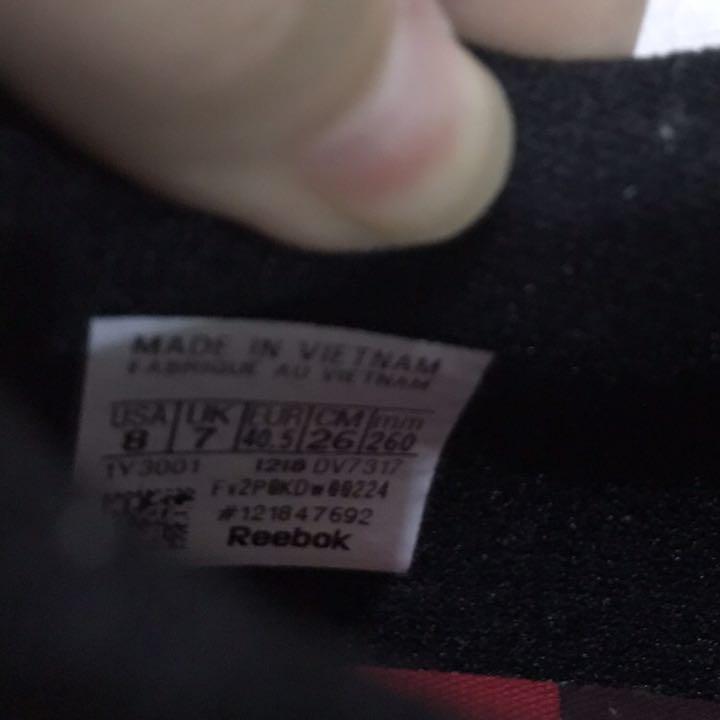 MADE IN VIETNAM
FABRIQUE AU VIETNAM
USA UK EUR CM mm
8 7 40.5 26 260
1Y3001 1218 DV7317
#121847692
Reebok